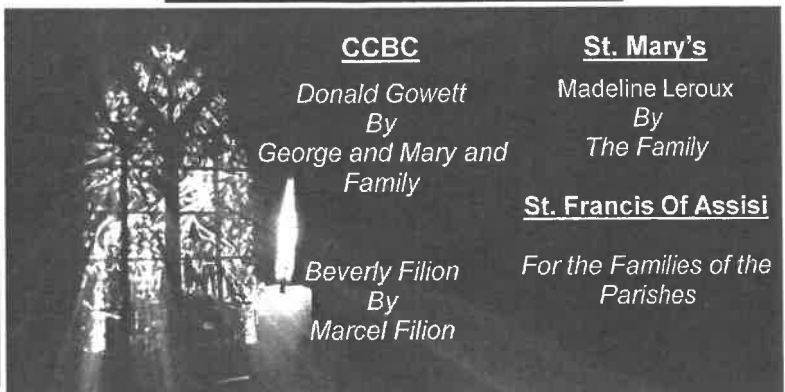 CCBC
Donald Gowett
By
George and Mary and
Family
Beverly Filion
By
Marcel Filion
St. Mary's
Madeline Leroux
By
The Family
St. Francis Of Assisi
For the Families of the
Parishes